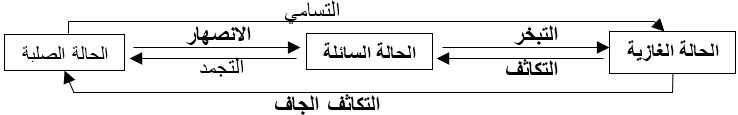 التسامي
الانصهار
التبخر
الحالة الصلبة
الحالة السائلة
الحالة الغازية
التجمد
التكاثف
التكاثف الجاف